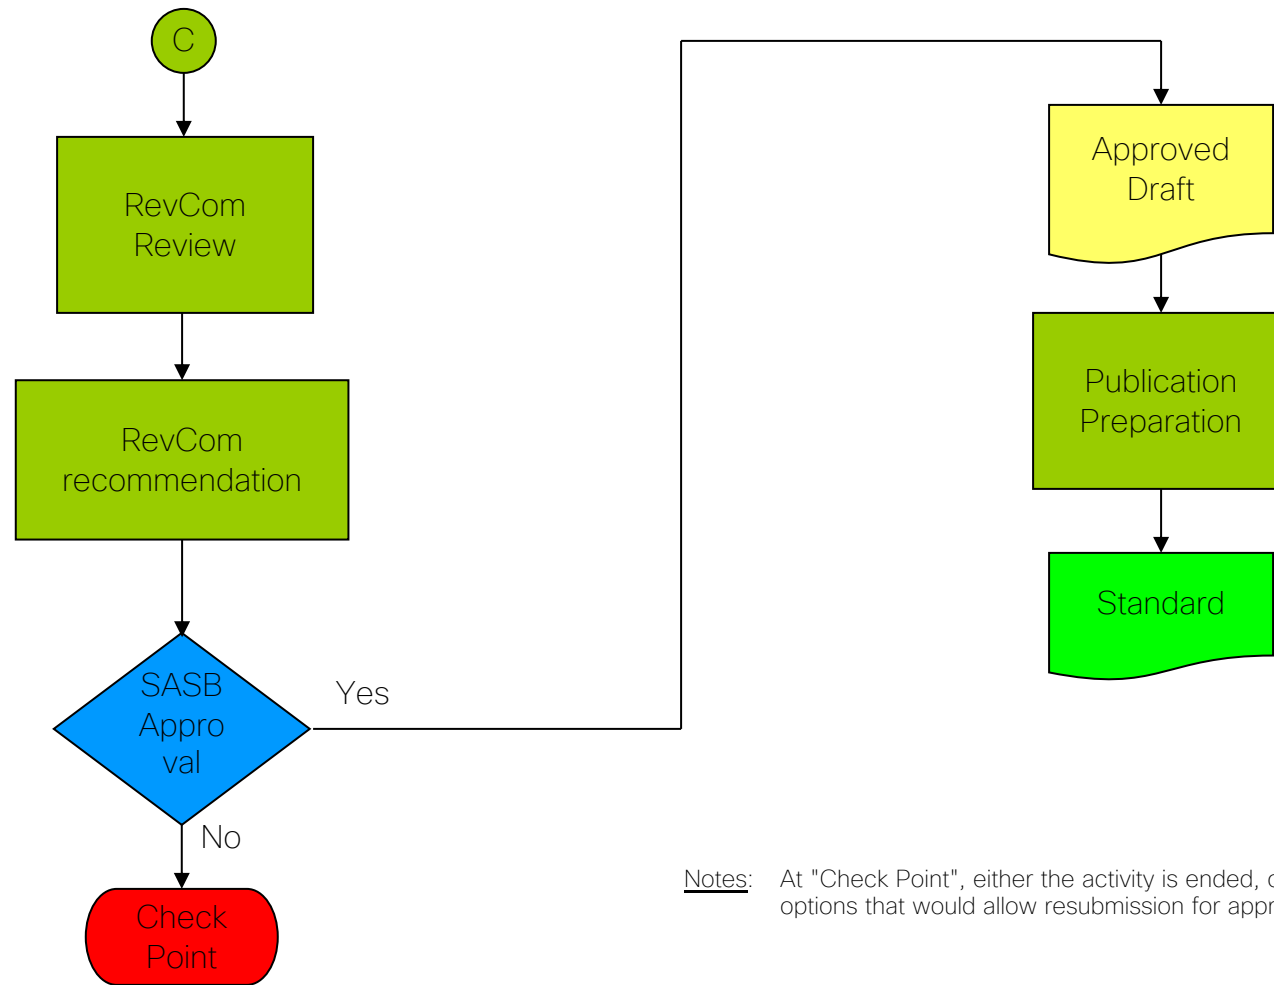 C
RevCom
Review
RevCom
recommendation
SASB
Appro
val
Yes
No
Check
Point
Approved
Draft
Publication
Preparation
Standard
Notes: At "Check Point", either the activity is ended,
options that would allow resubmission for